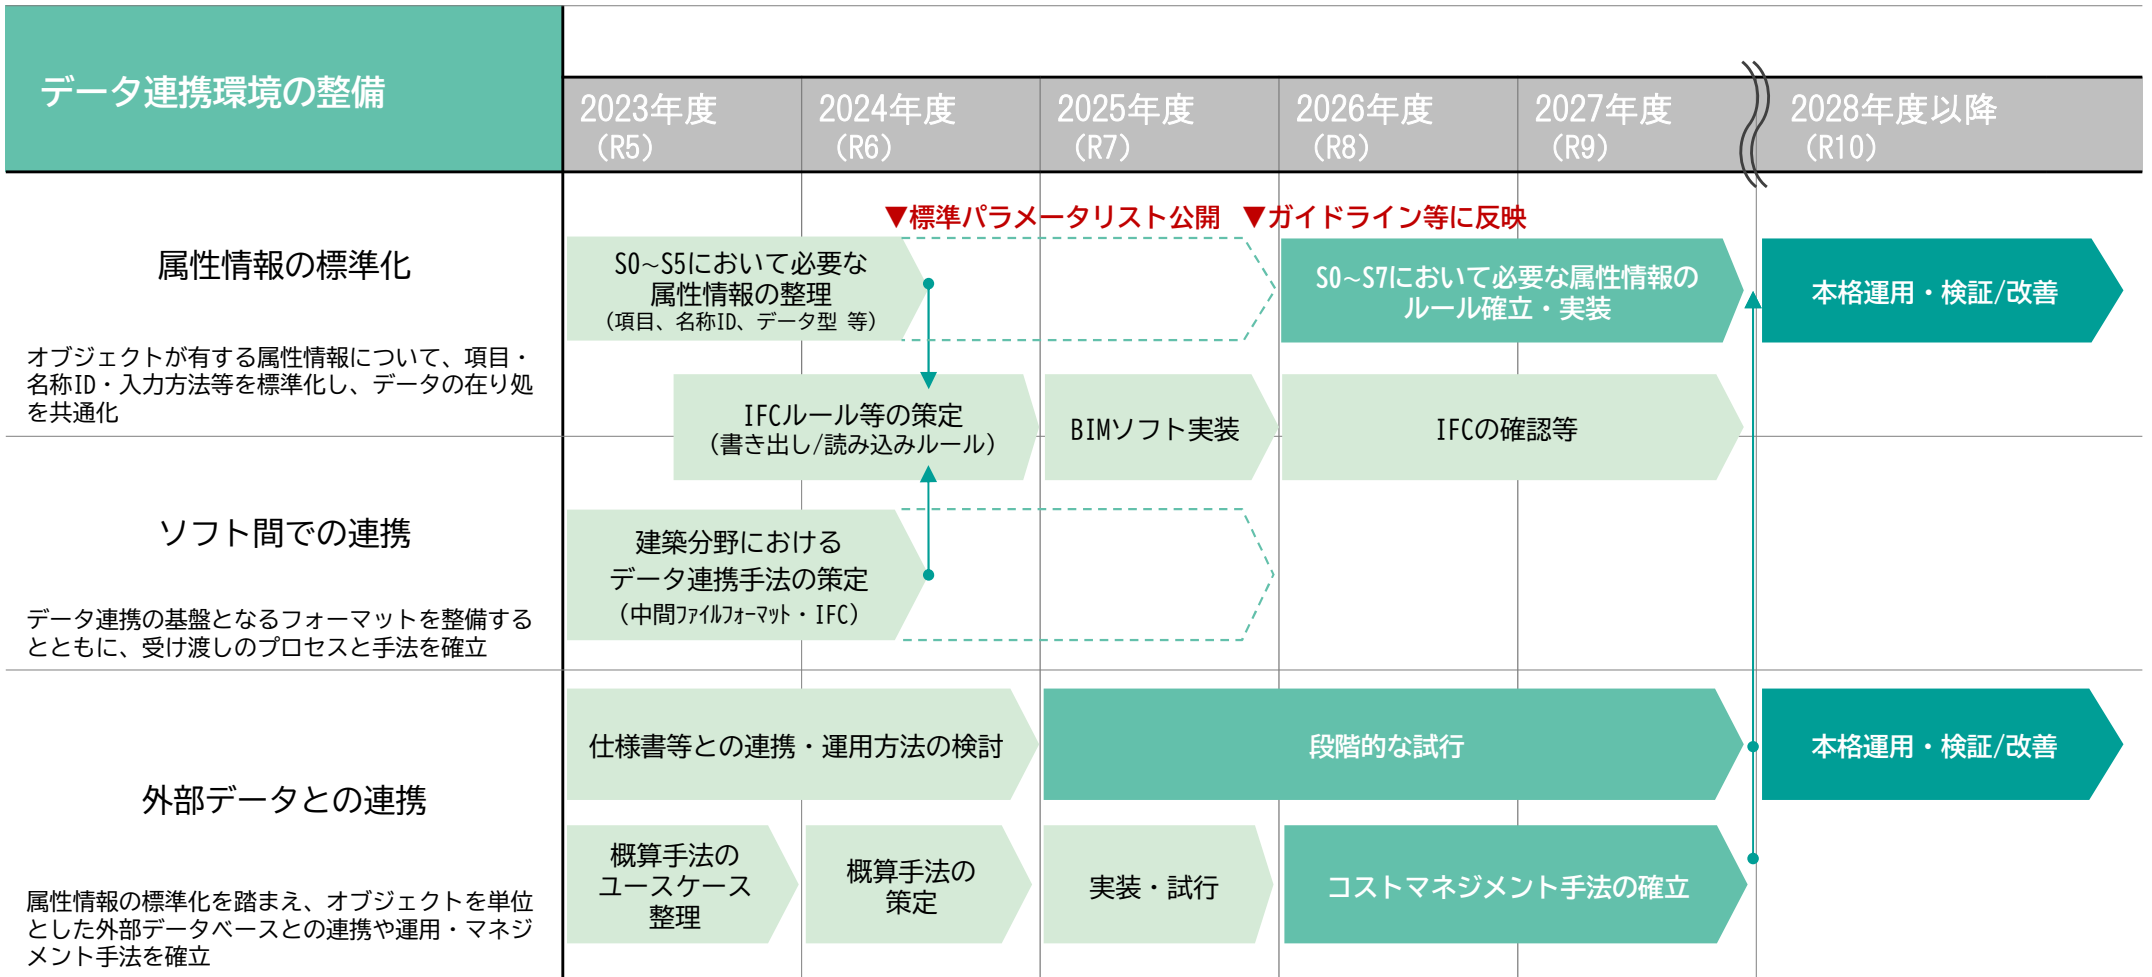 データ連携環境の整備
2023年度
（R5）
2024年度
（R6）
2025年度
（R7）
2026年度
（R8）
2027年度
（R9）
2028年度以降
（R10）
▼標準パラメータリスト公開
▼ガイドライン等に反映
属性情報の標準化
オブジェクトが有する属性情報について、項目・
名称ID・入力方法等を標準化し、データの在り処
を共通化
S0~S5において必要な
属性情報の整理
（項目、名称ID、データ型 等）
S0~S7において必要な属性情報の
ルール確立・実装
本格運用・検証/改善
IFCルール等の策定
（書き出し/読み込みルール）
BIMソフト実装
IFCの確認等
ソフト間での連携
データ連携の基盤となるフォーマットを整備する
とともに、受け渡しのプロセスと手法を確立
建築分野における
データ連携手法の策定
（中間ﾌｧｲﾙﾌｫｰﾏｯﾄ・IFC）
外部データとの連携
属性情報の標準化を踏まえ、オブジェクトを単位
とした外部データベースとの連携や運用・マネジ
メント手法を確立
仕様書等との連携・運用方法の検討
段階的な試行
本格運用・検証/改善
概算手法の
ユースケース
整理
概算手法の
策定
実装・試行
コストマネジメント手法の確立